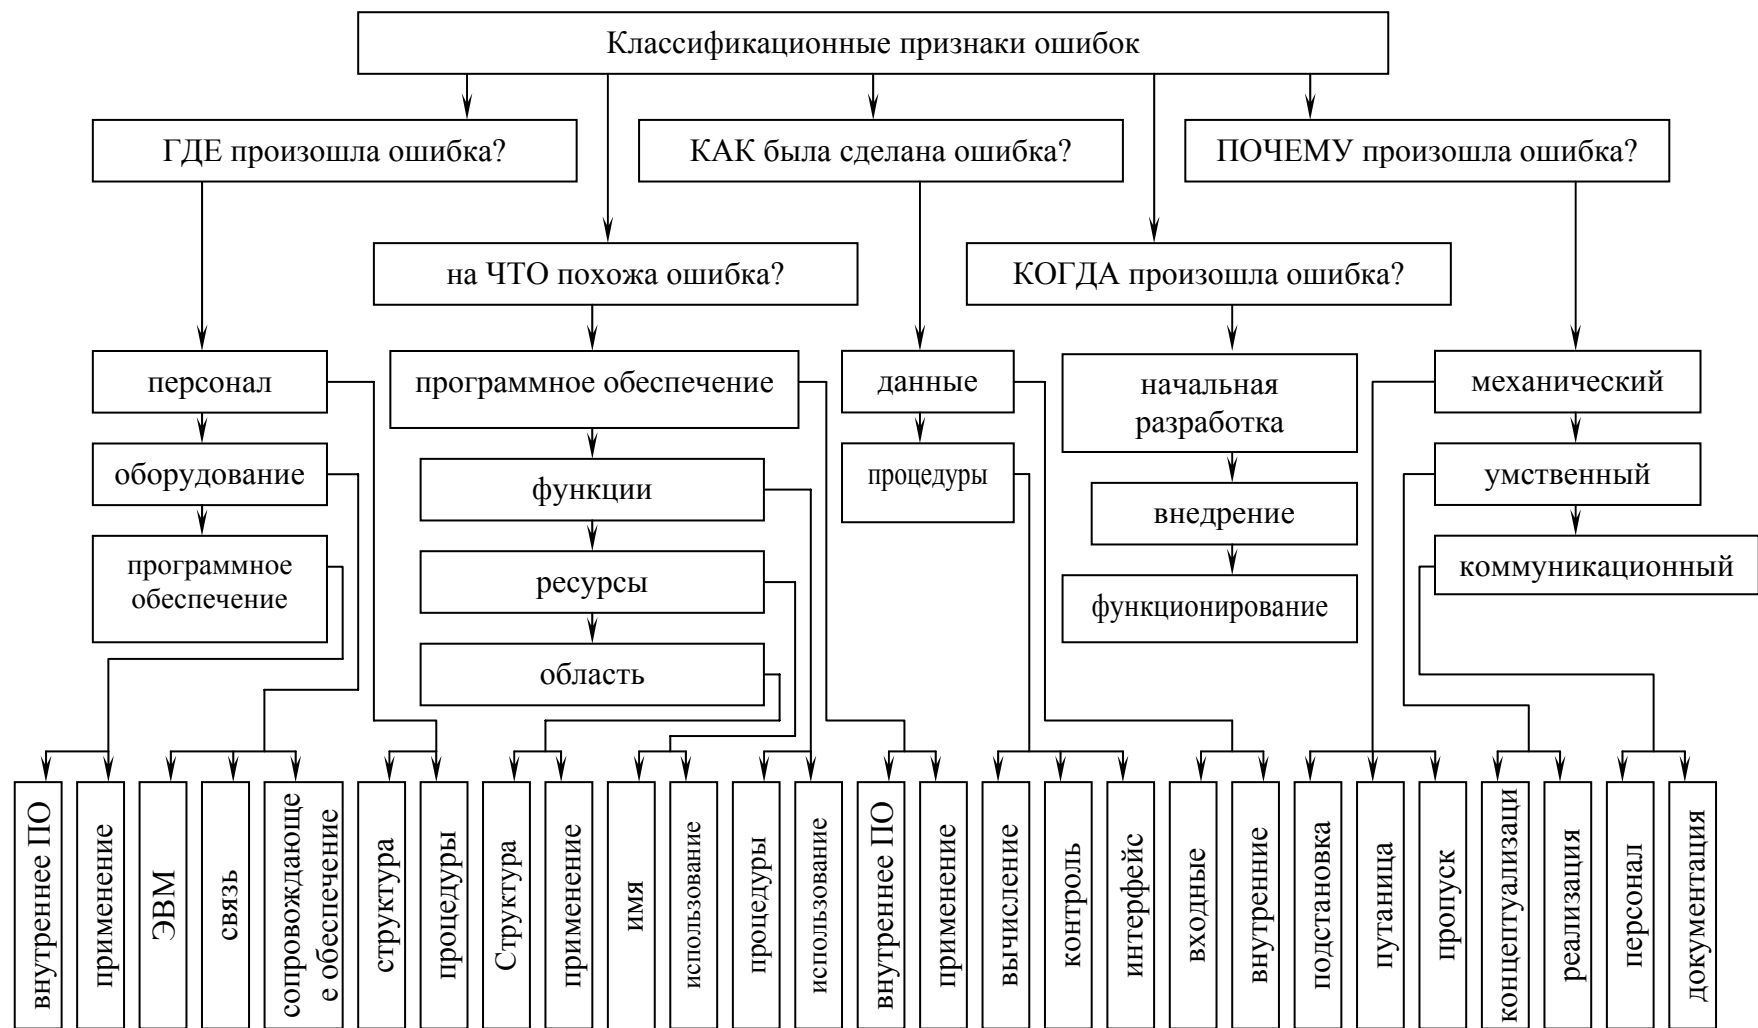 Классификационные признаки ошибок
ГДЕ произошла ошибка?
КАК была сделана ошибка?
ПОЧЕМУ произошла ошибка?
на ЧТО похожа ошибка?
КОГДА произошла ошибка?
персонал
программное обеспечение
данные
начальная
разработка
механический
оборудование
функции
процедуры
внедрение
умственный
программное
обеспечение
ресурсы
функционирование
коммуникационный
область
внутреннее ПО
применение
ЭВМ
связь
сопровождающе
е обеспечение
структура
процедуры
Структура
применение
имя
использование
процедуры
использование
внутреннее ПО
применение
вычисление
контроль
интерфейс
входные
внутренние
подстановка
путаница
пропуск
концептуализаци
реализация
персонал
документация